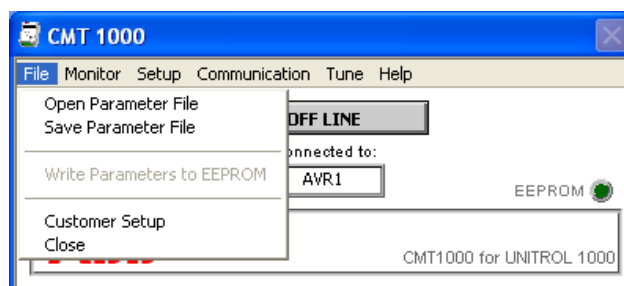 CMT 1000
File Monitor Setup Communication Tune Help
Open Parameter File
Save Parameter File
OFF LINE
onnected to:
Write Parameters to EEPROM
AVR1
EEPROM
Customer Setup
Close
CMT1000 for UNITROL 1000